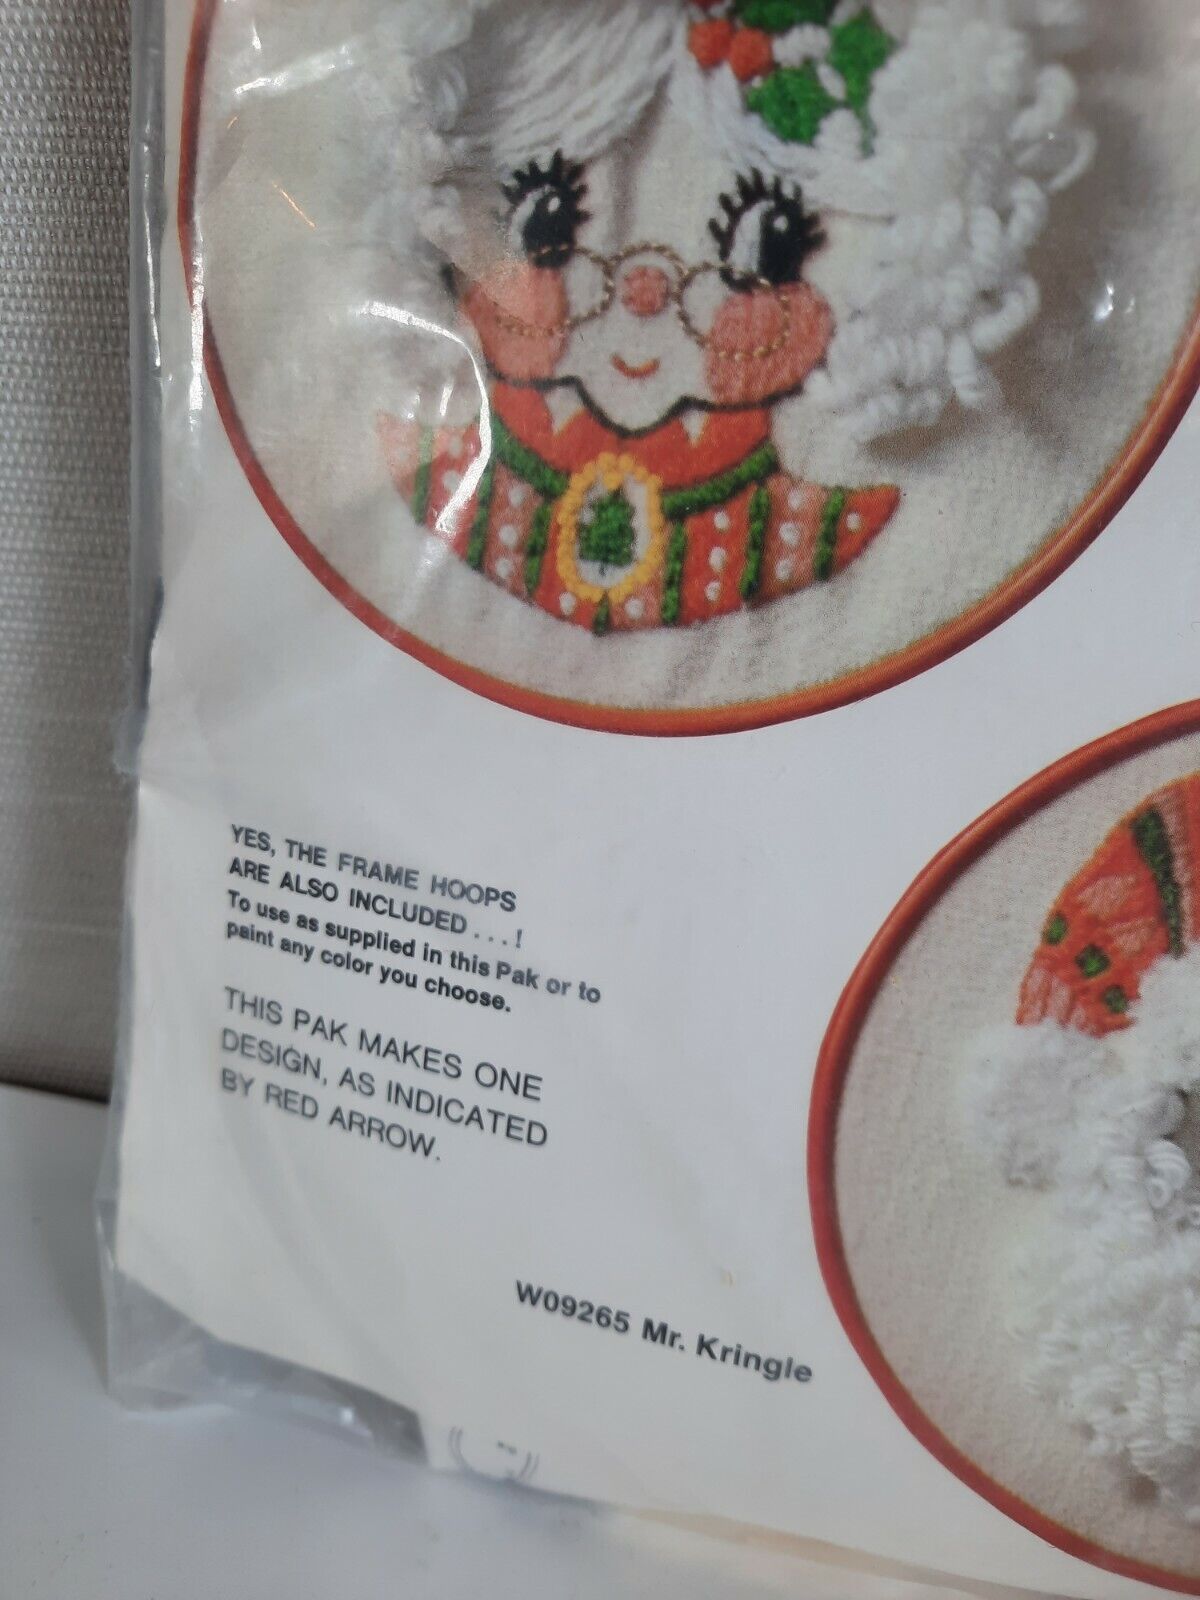 YES, THE FRAME HOOPS
ARE ALSO INCLUDED . . . !
To use as supplied in this Pak or to
paint any color you choose.
THIS PAK MAKES ONE
DESIGN, AS INDICATED
BY RED ARROW.
W09265 Mr. Kringle